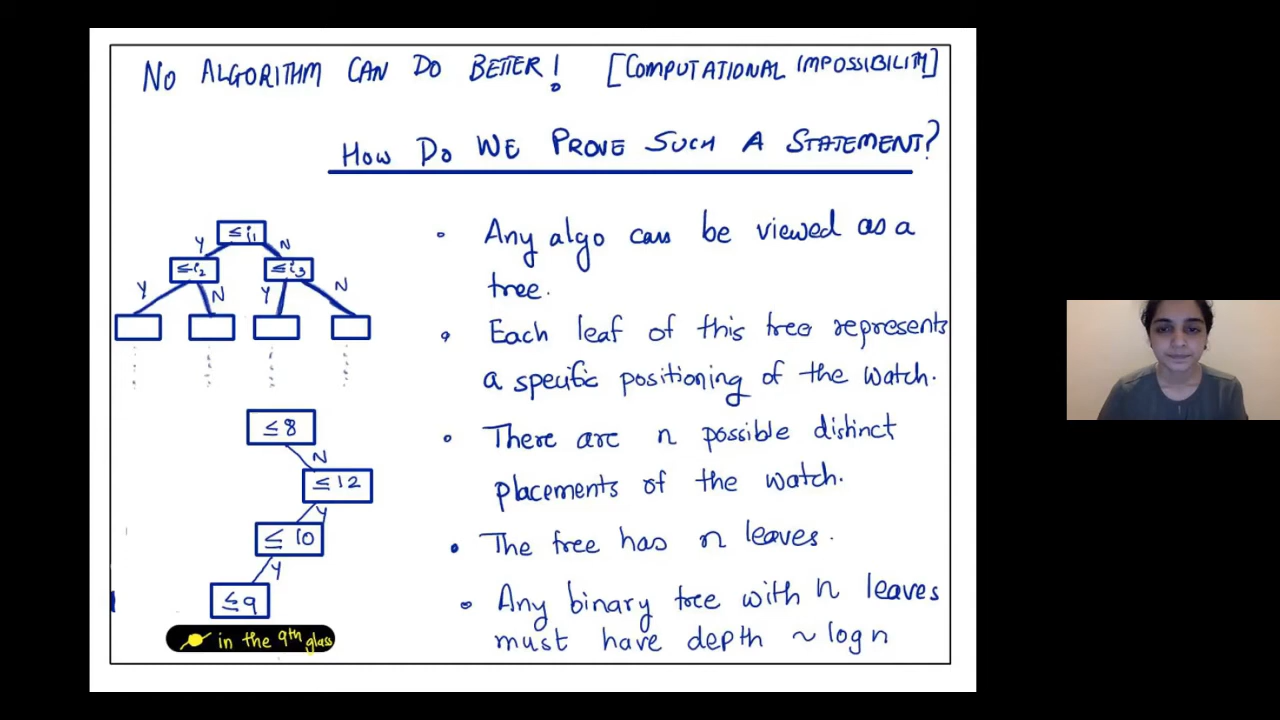 NO ALGORITHM CAN DO BETTER! [COMPUTATIONAL IMPOSSIBILITY]
HOW DO WE PROVE SUCH A STATEMENT?
≤ i₁
Y N
≤ i₂ ≤ i₃
Y N Y N
• Any algo can be viewed as a
tree.
• Each leaf of this tree represents
a specific positioning of the watch.
• There are n possible distinct
placements of the watch.
• The tree has n leaves.
• Any binary tree with n leaves
must have depth ~ log n
≤ 8
N
≤ 12
Y
≤ 10
Y
≤ 9
in the 9th glass